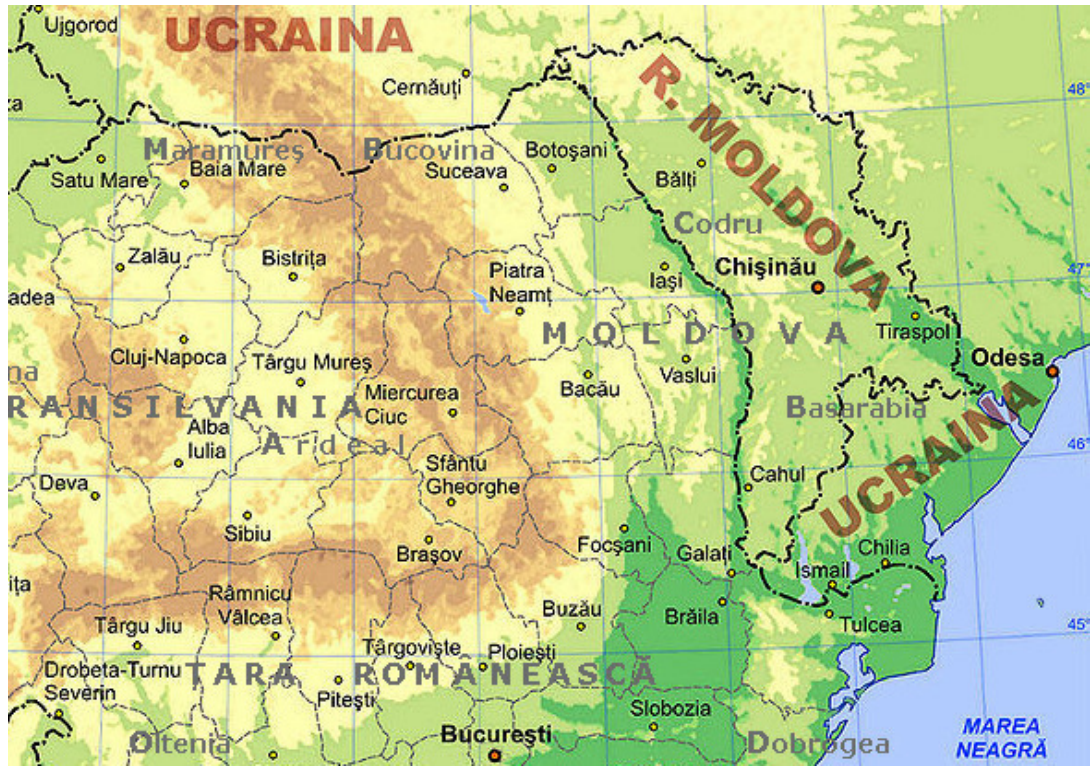 Ujgorod
UCRAINA
Cernăuți
R. MOLDOVA
48°
Maramureș
Bucovina
Botoșani
Satu Mare
Baia Mare
Suceava
Bălți
Codru
Zalău
Bistrița
Piatra
Neamț
Iași
Chișinău
47°
adea
MOLDOVA
Tiraspol
Cluj-Napoca
Târgu Mureș
Odesa
na
Miercurea
Ciuc
Bacău
Vaslui
RANSILVANIA
Basarabia
Alba
Iulia
Ardeal
46°
UCRAINA
Deva
Sfântu
Gheorghe
Cahul
Sibiu
Brașov
Focșani
Galați
Chilia
Ismail
ița
Râmnicu
Vâlcea
Buzău
Brăila
Tulcea
45°
Târgu Jiu
Târgoviște
Ploiești
Drobeta-Turnu
Severin
ȚARA ROMÂNEASCĂ
Pitești
Slobozia
București
Oltenia
Dobrogea
MAREA
NEAGRĂ